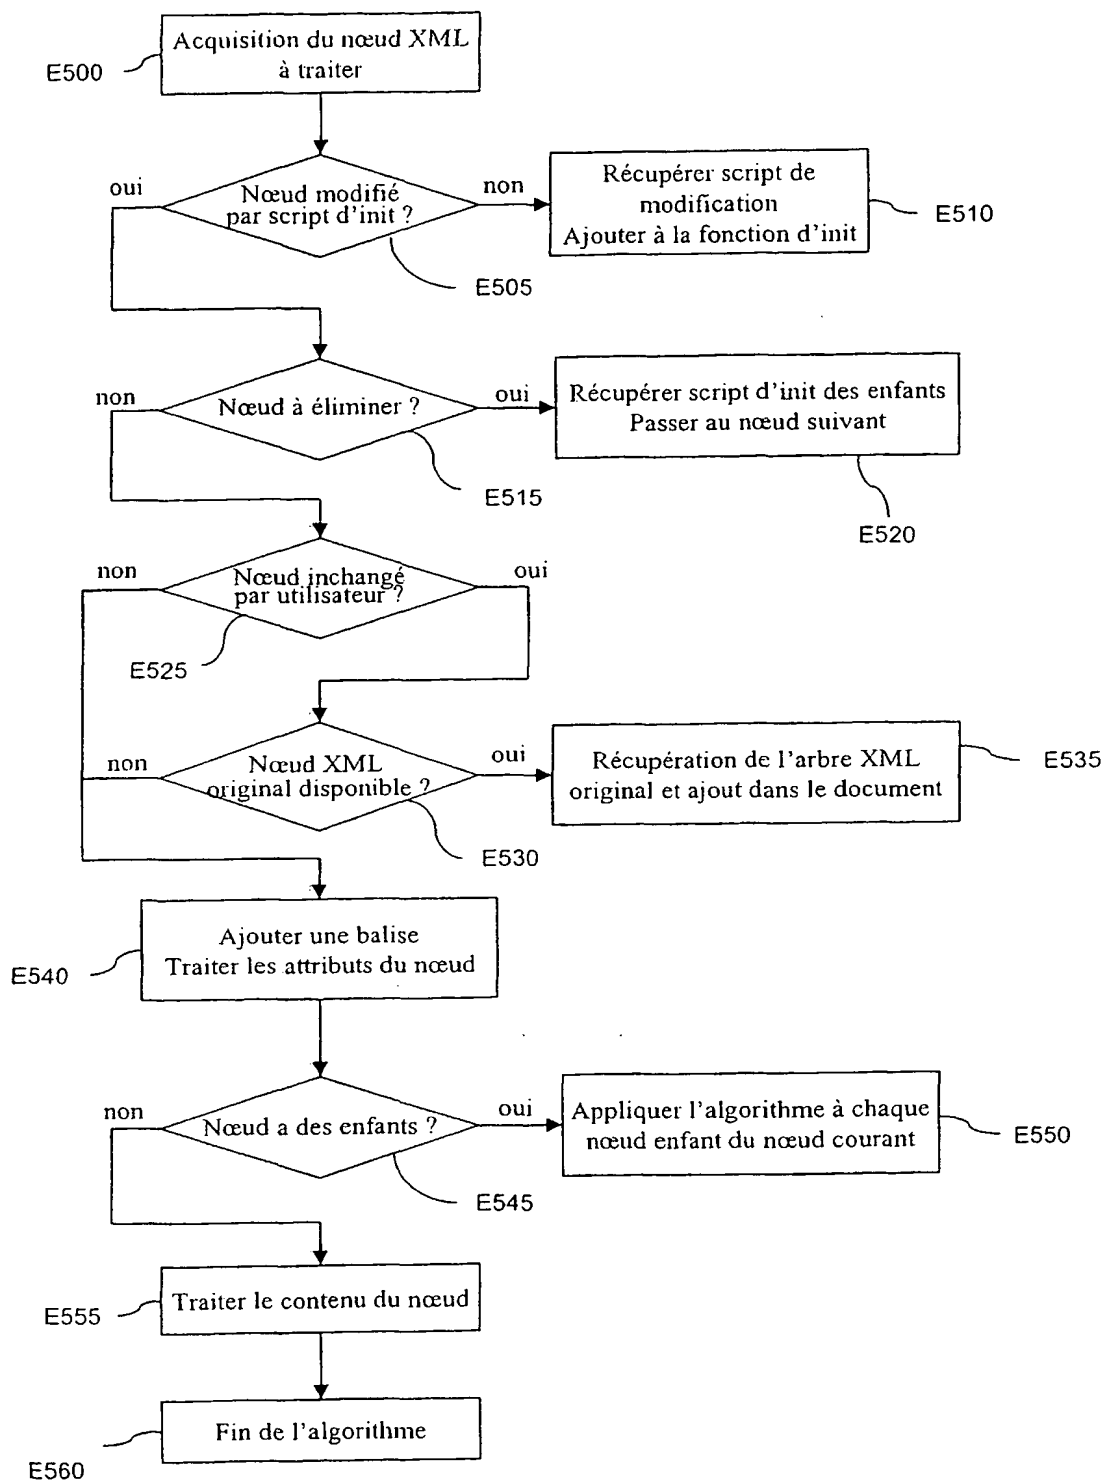 Acquisition du nœud XML
à traiter
E500
oui
Nœud modifié
par script d'init ?
non
Récupérer script de
modification
Ajouter à la fonction d'init
E510
E505
non
Nœud à éliminer ?
oui
Récupérer script d'init des enfants
Passer au nœud suivant
E515
E520
non
Nœud inchangé
par utilisateur ?
oui
E525
non
Nœud XML
original disponible ?
oui
Récupération de l'arbre XML
original et ajout dans le document
E535
E530
Ajouter une balise
Traiter les attributs du nœud
E540
non
Nœud a des enfants ?
oui
Appliquer l'algorithme à chaque
nœud enfant du nœud courant
E550
E545
Traiter le contenu du nœud
E555
Fin de l'algorithme
E560